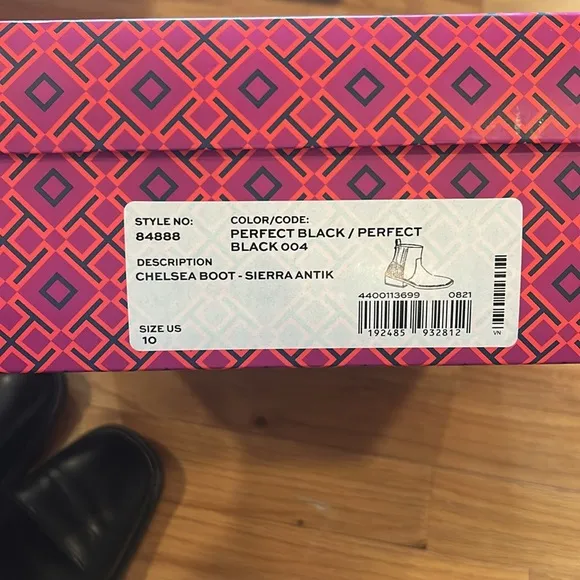 STYLE NO: COLOR/CODE:
84888 PERFECT BLACK / PERFECT
BLACK 004
DESCRIPTION
CHELSEA BOOT - SIERRA ANTIK
4400113699 0821
192485 932812
VN
SIZE US
10